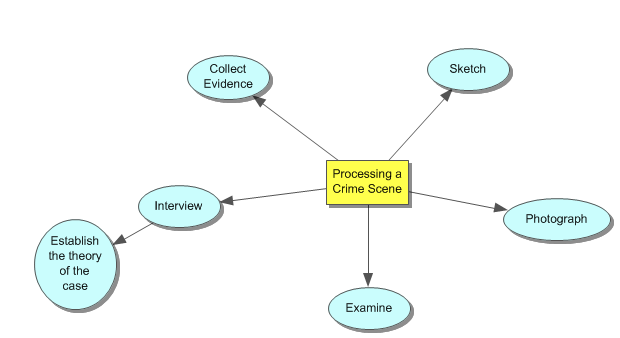 Collect
Evidence
Sketch
Processing a
Crime Scene
Interview
Photograph
Establish
the theory
of the
case
Examine